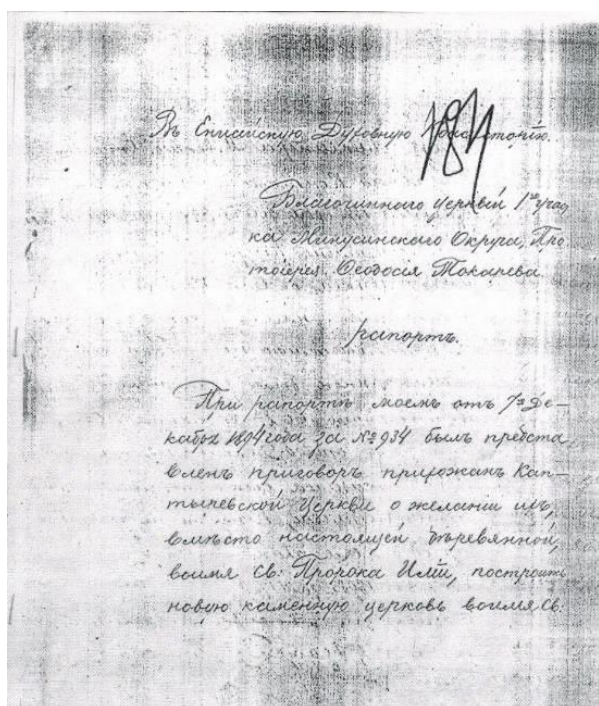 Въ Енисейскую Духовную Консисторію.
184
Благочиннаго церквей 1го учас
ка Минусинскаго Округа, Про
тоіерея Ѳеодосія Токарева
рапортъ.
При рапортѣ моемъ отъ 7го Де–
кабря 1894 года за № 934 былъ предста
вленъ приговоръ прихожанъ Кап–
тыревской Церкви о желаніи ихъ,
вмѣсто настоящей деревянной,
воимя Св. Пророка Иліи, построить
новую каменную церковь воимя Св.